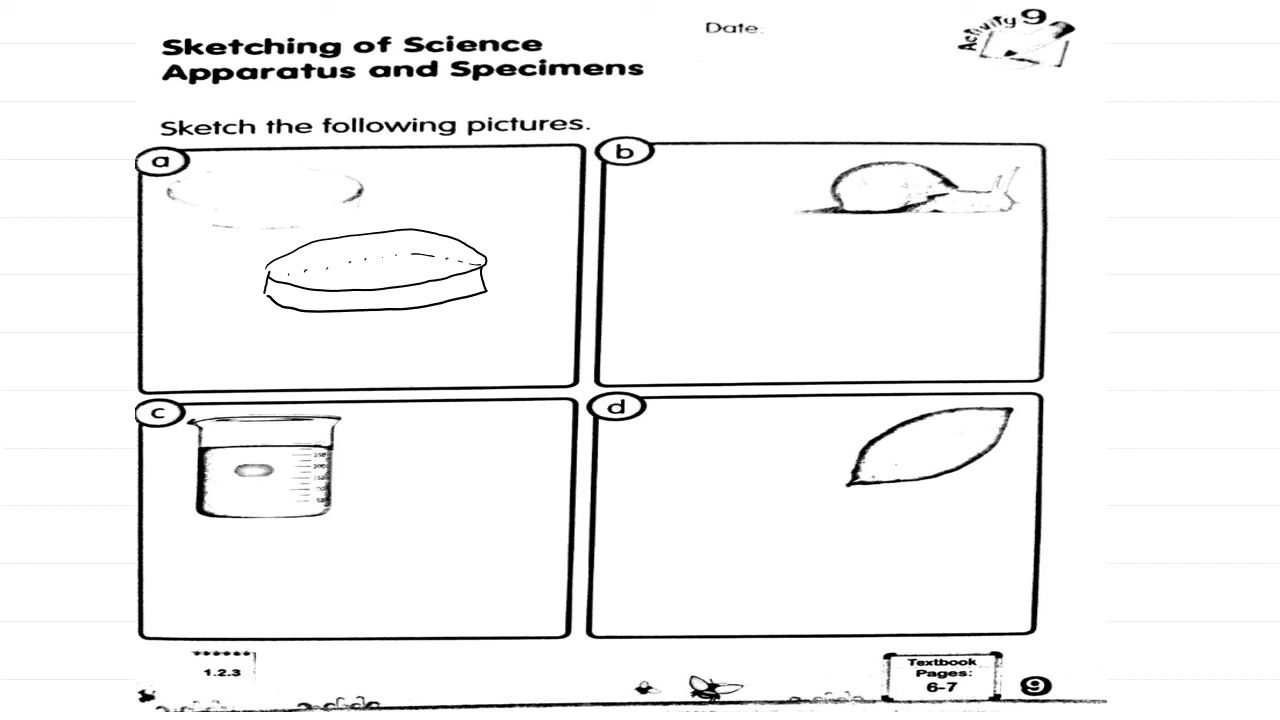 Date:
Activity 9
Sketching of Science
Apparatus and Specimens
Sketch the following pictures.
a
b
c
d
1.2.3
Textbook
Pages:
6-7
9